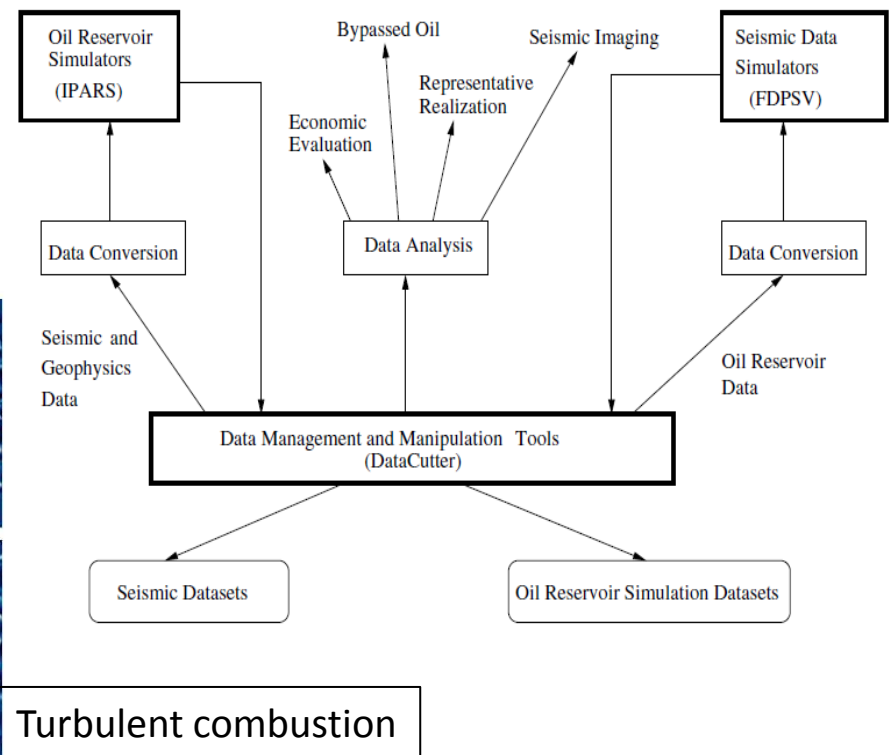 Oil Reservoir
Simulators
(IPARS)
Bypassed Oil
Seismic Imaging
Representative
Realization
Economic
Evaluation
Seismic Data
Simulators
(FDPSV)
Data Conversion
Data Analysis
Data Conversion
Seismic and
Geophysics
Data
Oil Reservoir
Data
Data Management and Manipulation Tools
(DataCutter)
Seismic Datasets
Oil Reservoir Simulation Datasets
Turbulent combustion